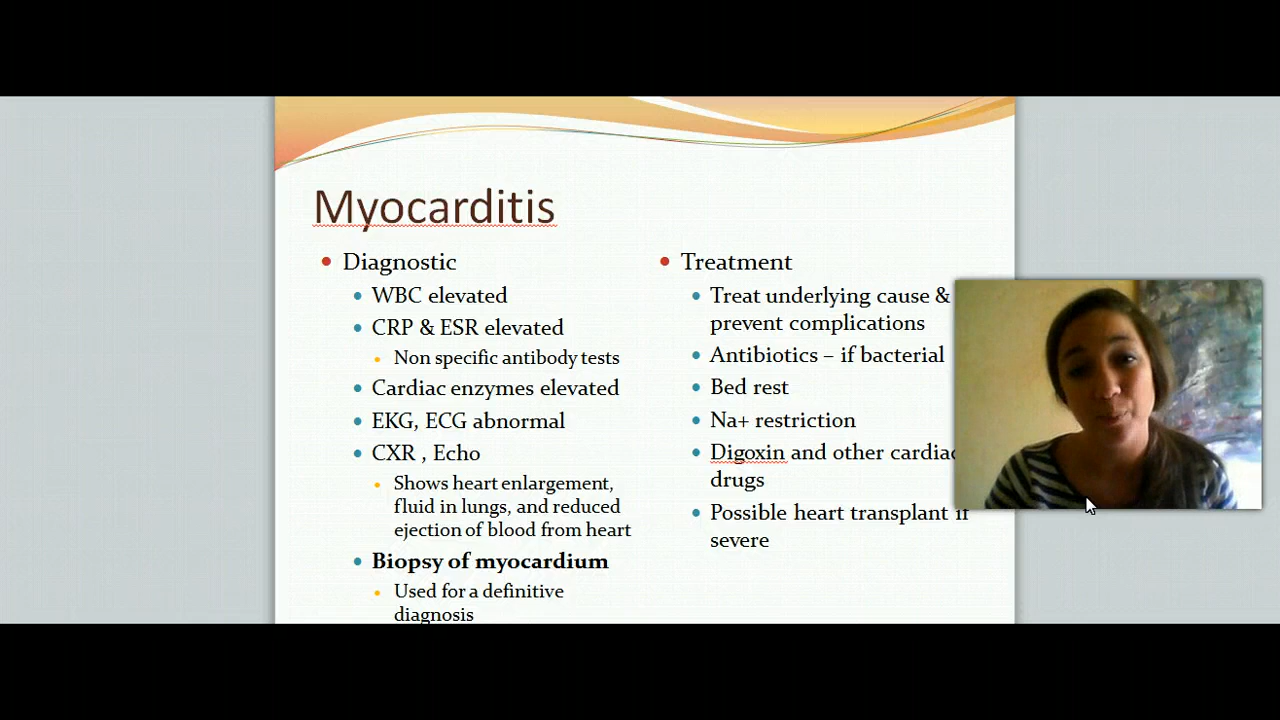 Myocarditis
Diagnostic
WBC elevated
CRP & ESR elevated
Non specific antibody tests
Cardiac enzymes elevated
EKG, ECG abnormal
CXR , Echo
Shows heart enlargement,
fluid in lungs, and reduced
ejection of blood from heart
Biopsy of myocardium
Used for a definitive
diagnosis
Treatment
Treat underlying cause &
prevent complications
Antibiotics – if bacterial
Bed rest
Na+ restriction
Digoxin and other cardiac
drugs
Possible heart transplant if
severe